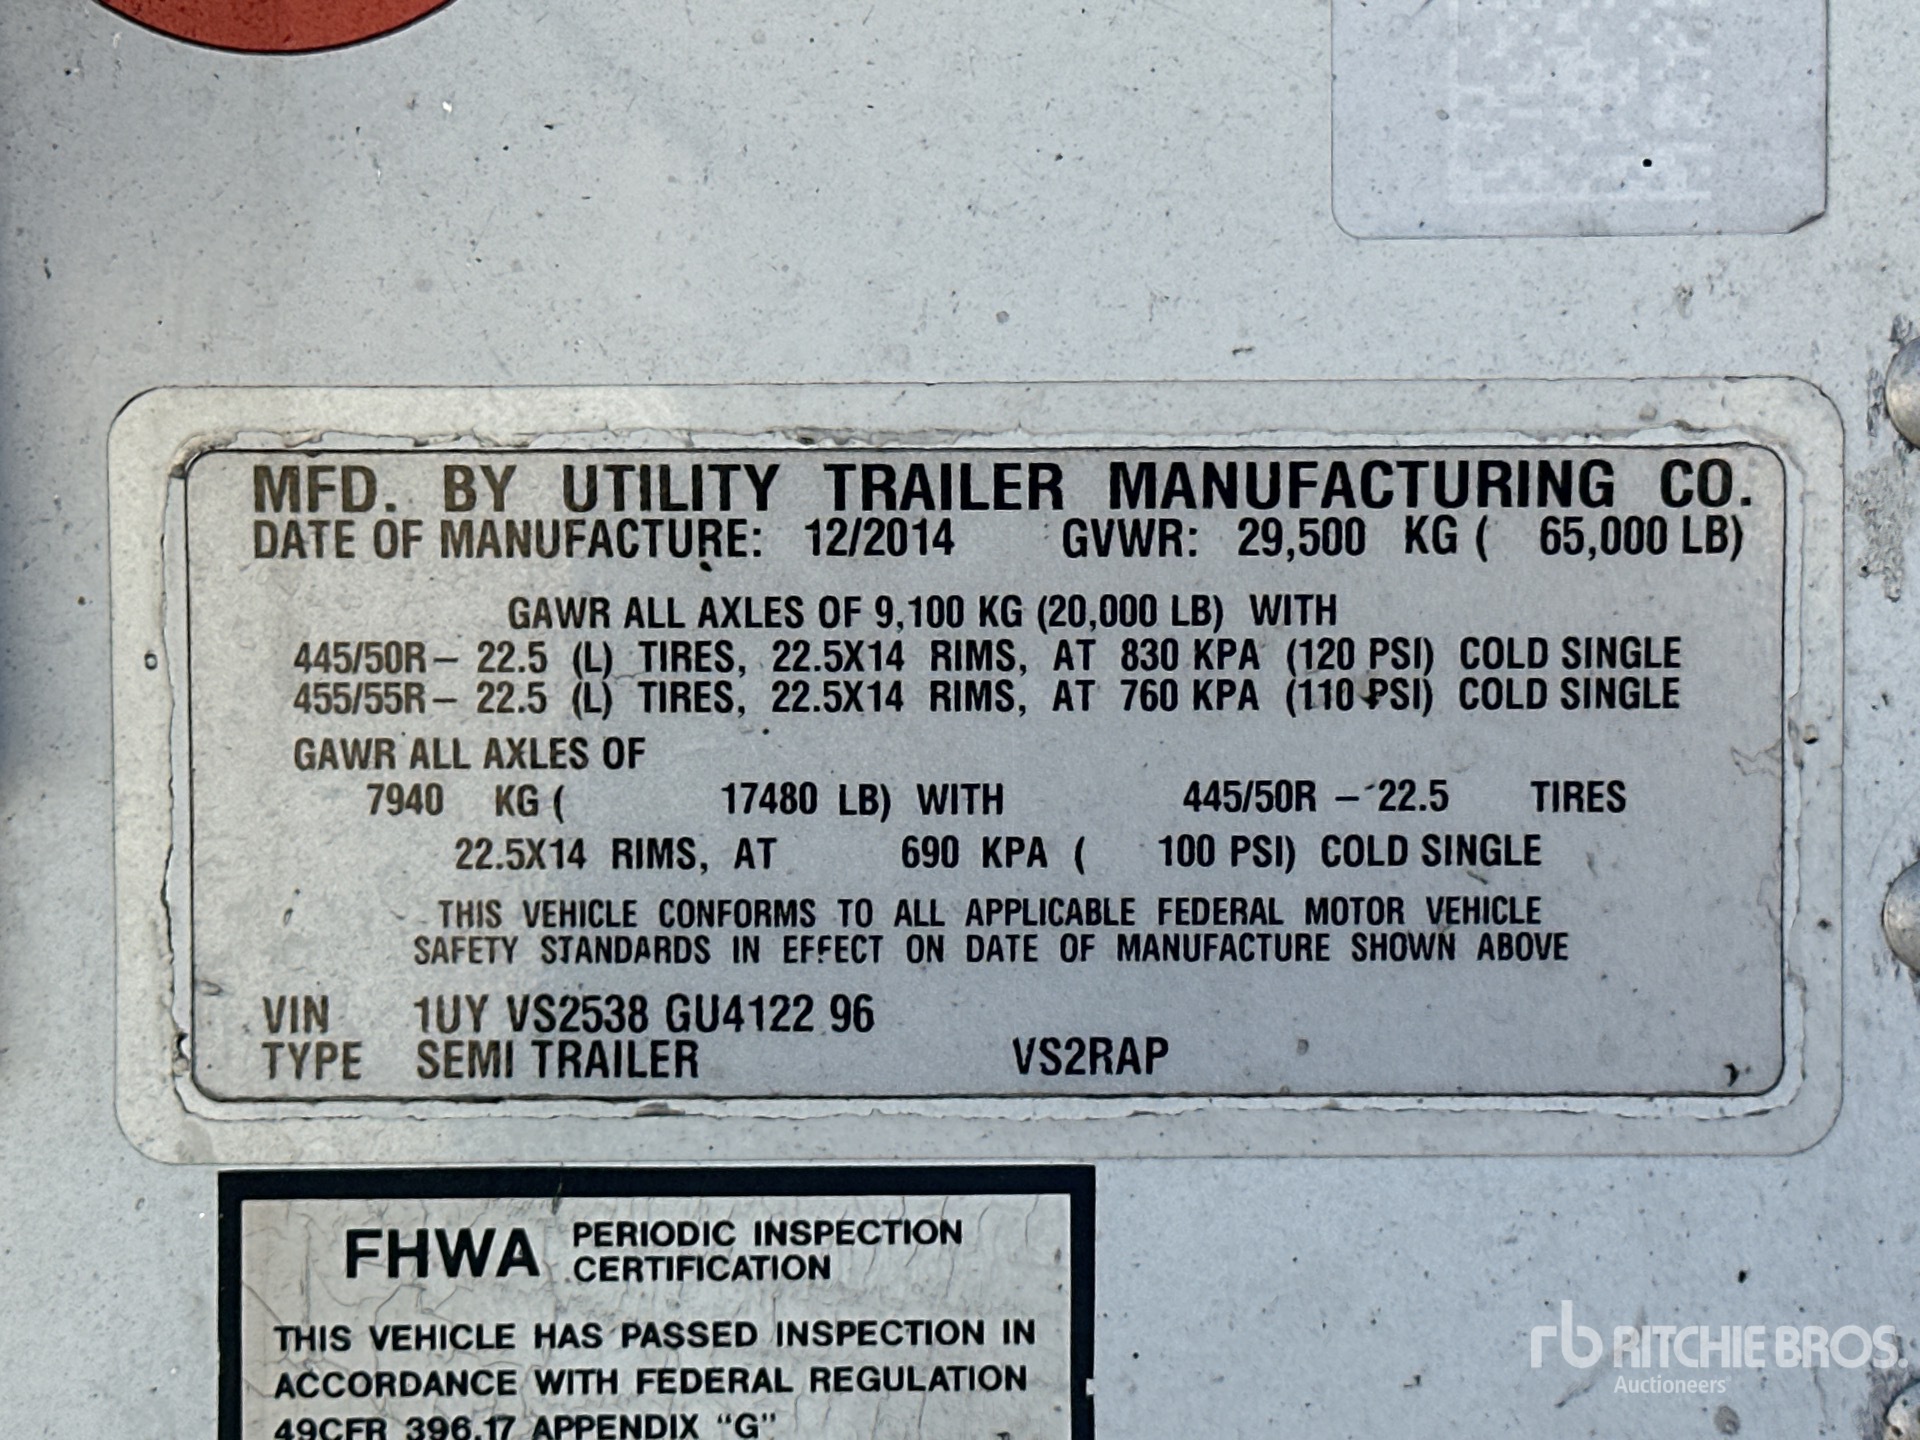 MFD. BY UTILITY TRAILER MANUFACTURING CO.
DATE OF MANUFACTURE: 12/2014 GVWR: 29,500 KG ( 65,000 LB)
GAWR ALL AXLES OF 9,100 KG (20,000 LB) WITH
445/50R – 22.5 (L) TIRES, 22.5X14 RIMS, AT 830 KPA (120 PSI) COLD SINGLE
455/55R – 22.5 (L) TIRES, 22.5X14 RIMS, AT 760 KPA (110 PSI) COLD SINGLE
GAWR ALL AXLES OF
7940 KG ( 17480 LB) WITH 445/50R – 22.5 TIRES
22.5X14 RIMS, AT 690 KPA ( 100 PSI) COLD SINGLE
THIS VEHICLE CONFORMS TO ALL APPLICABLE FEDERAL MOTOR VEHICLE
SAFETY STANDARDS IN EFFECT ON DATE OF MANUFACTURE SHOWN ABOVE
VIN 1UY VS2538 GU4122 96
TYPE SEMI TRAILER VS2RAP
FHWA PERIODIC INSPECTION
CERTIFICATION
THIS VEHICLE HAS PASSED INSPECTION IN
ACCORDANCE WITH FEDERAL REGULATION
49CFR 396.17 APPENDIX “G”
rb RITCHIE BROS.
Auctioneers